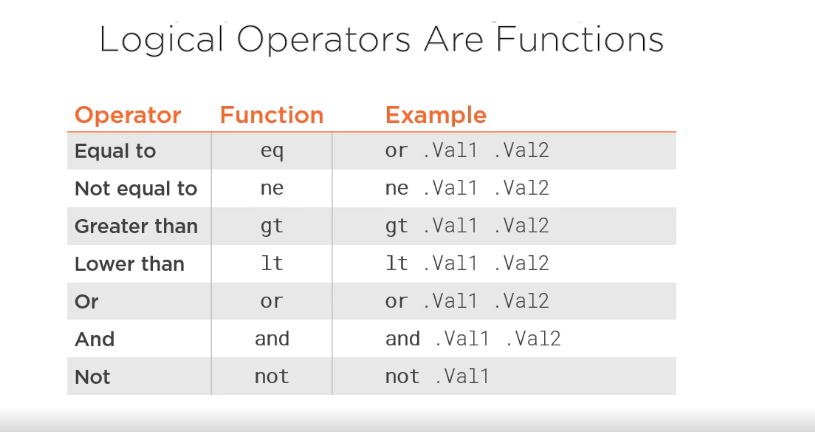 Logical Operators Are Functions
Operator Function Example
Equal to eq or .Val1 .Val2
Not equal to ne ne .Val1 .Val2
Greater than gt gt .Val1 .Val2
Lower than lt lt .Val1 .Val2
Or or or .Val1 .Val2
And and and .Val1 .Val2
Not not not .Val1